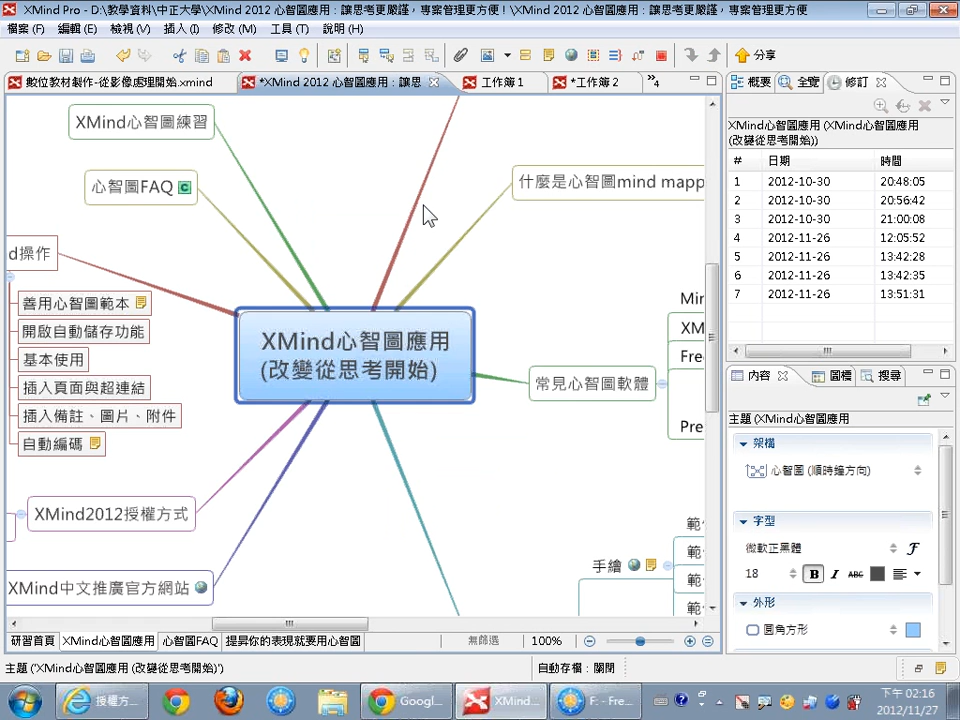 XMind Pro - D:\教學資料\中正大學\XMind 2012 心智圖應用：讓思考更嚴謹，專案管理更方便！\XMind 2012 心智圖應用：讓思考更嚴謹，專案管理更方便
檔案(F) 編輯(E) 檢視(V) 插入(I) 修改(M) 工具(T) 說明(H)
分享
數位教材製作-從影像處理開始.xmind
*XMind 2012 心智圖應用：讓思
工作簿 1
*工作簿 2
»4
概要 全覽 修訂
XMind心智圖練習
心智圖FAQ
什麼是心智圖mind mapp
d操作
善用心智圖範本
開啟自動儲存功能
基本使用
插入頁面與超連結
插入備註、圖片、附件
自動編碼
XMind心智圖應用
(改變從思考開始)
常見心智圖軟體
Min
XM
Fre
Pre
XMind2012授權方式
XMind中文推廣官方網站
手繪
範
範
範
範
XMind心智圖應用 (XMind心智圖應用
(改變從思考開始))
# 日期 時間
1 2012-10-30 20:48:05
2 2012-10-30 20:56:42
3 2012-10-30 21:00:08
4 2012-11-26 12:05:52
5 2012-11-26 13:42:28
6 2012-11-26 13:42:35
7 2012-11-26 13:51:31
內容 圖標 搜尋
主題 (XMind心智圖應用
架構
心智圖 (順時鐘方向)
字型
微軟正黑體
18 B I ABC
外形
圓角方形
研習首頁 XMind心智圖應用 心智圖FAQ 提昇你的表現就要用心智圖
無篩選 100%
主題 ('XMind心智圖應用 (改變從思考開始)')
自動存檔：關閉
授權方...
Googl...
XMind...
F: - Fre...
下午 02:16
2012/11/27